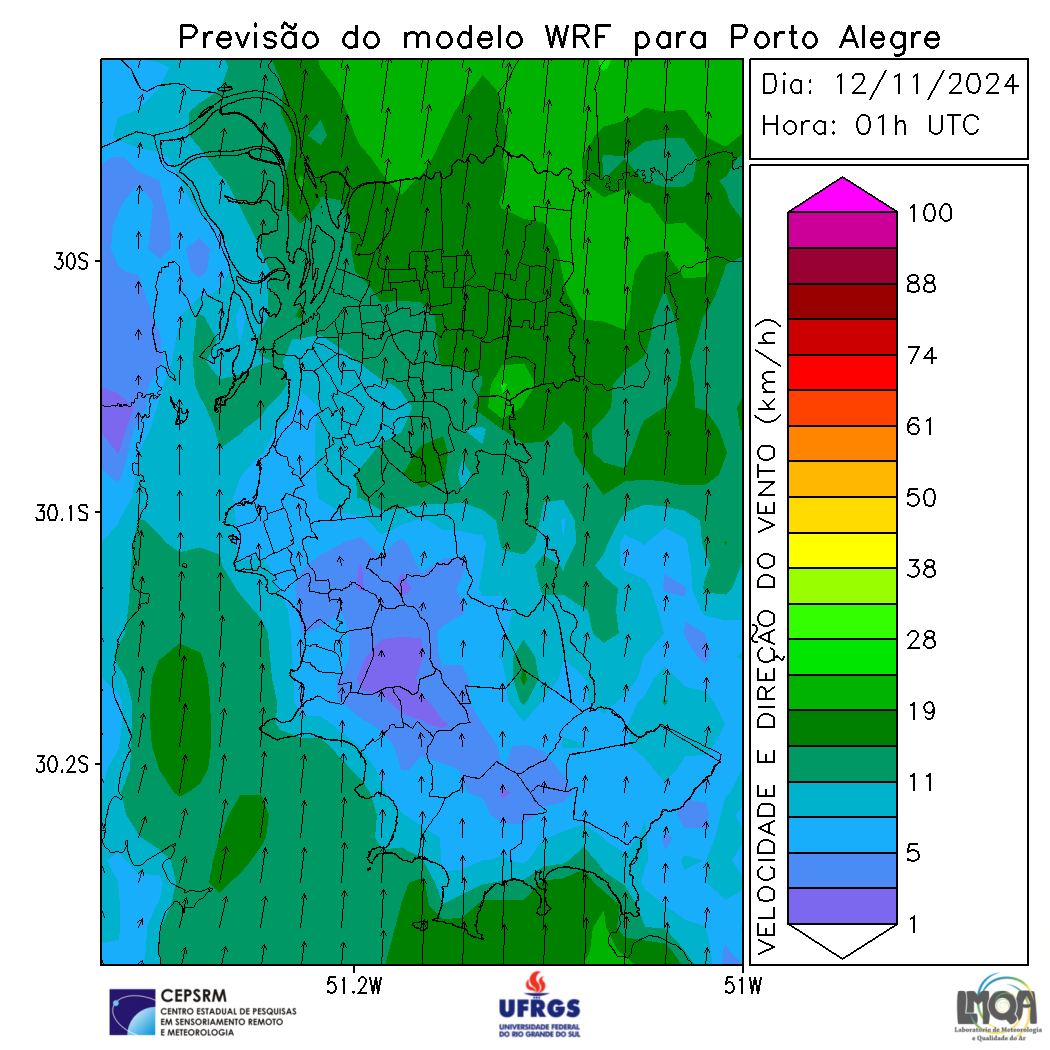 Previsão do modelo WRF para Porto Alegre
Dia: 12/11/2024
Hora: 01h UTC
30S
30.1S
30.2S
51.2W
51W
VELOCIDADE E DIREÇÃO DO VENTO (km/h)
100
88
74
61
50
38
28
19
11
5
1
CEPSRM
CENTRO ESTADUAL DE PESQUISAS
EM SENSORIAMENTO REMOTO
E METEOROLOGIA
UFRGS
UNIVERSIDADE FEDERAL
DO RIO GRANDE DO SUL
LMQA
Laboratório de Meteorologia
e Qualidade do Ar